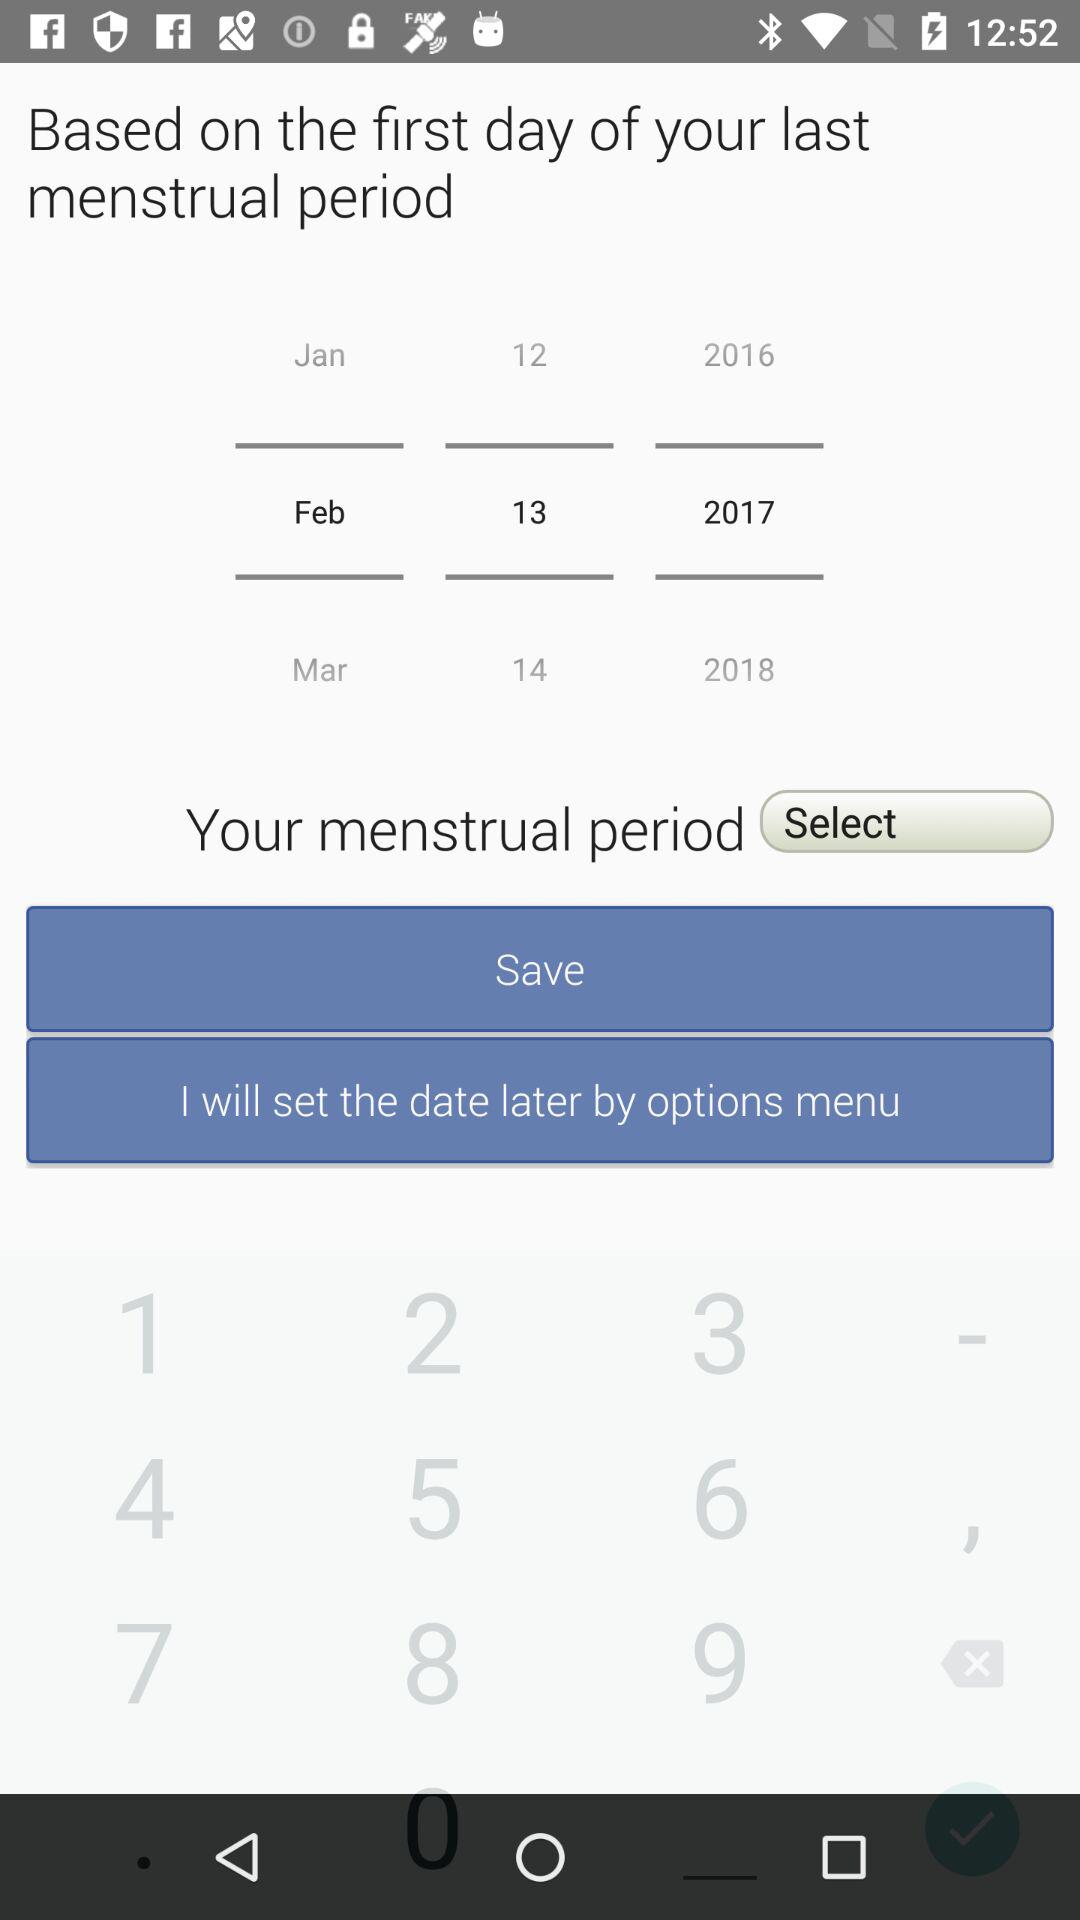 FAKE
12:52
Based on the first day of your last
menstrual period
Jan 12 2016
Feb 13 2017
Mar 14 2018
Your menstrual period Select
Save
I will set the date later by options menu
1 2 3 -
4 5 6 ,
7 8 9
. 0 _